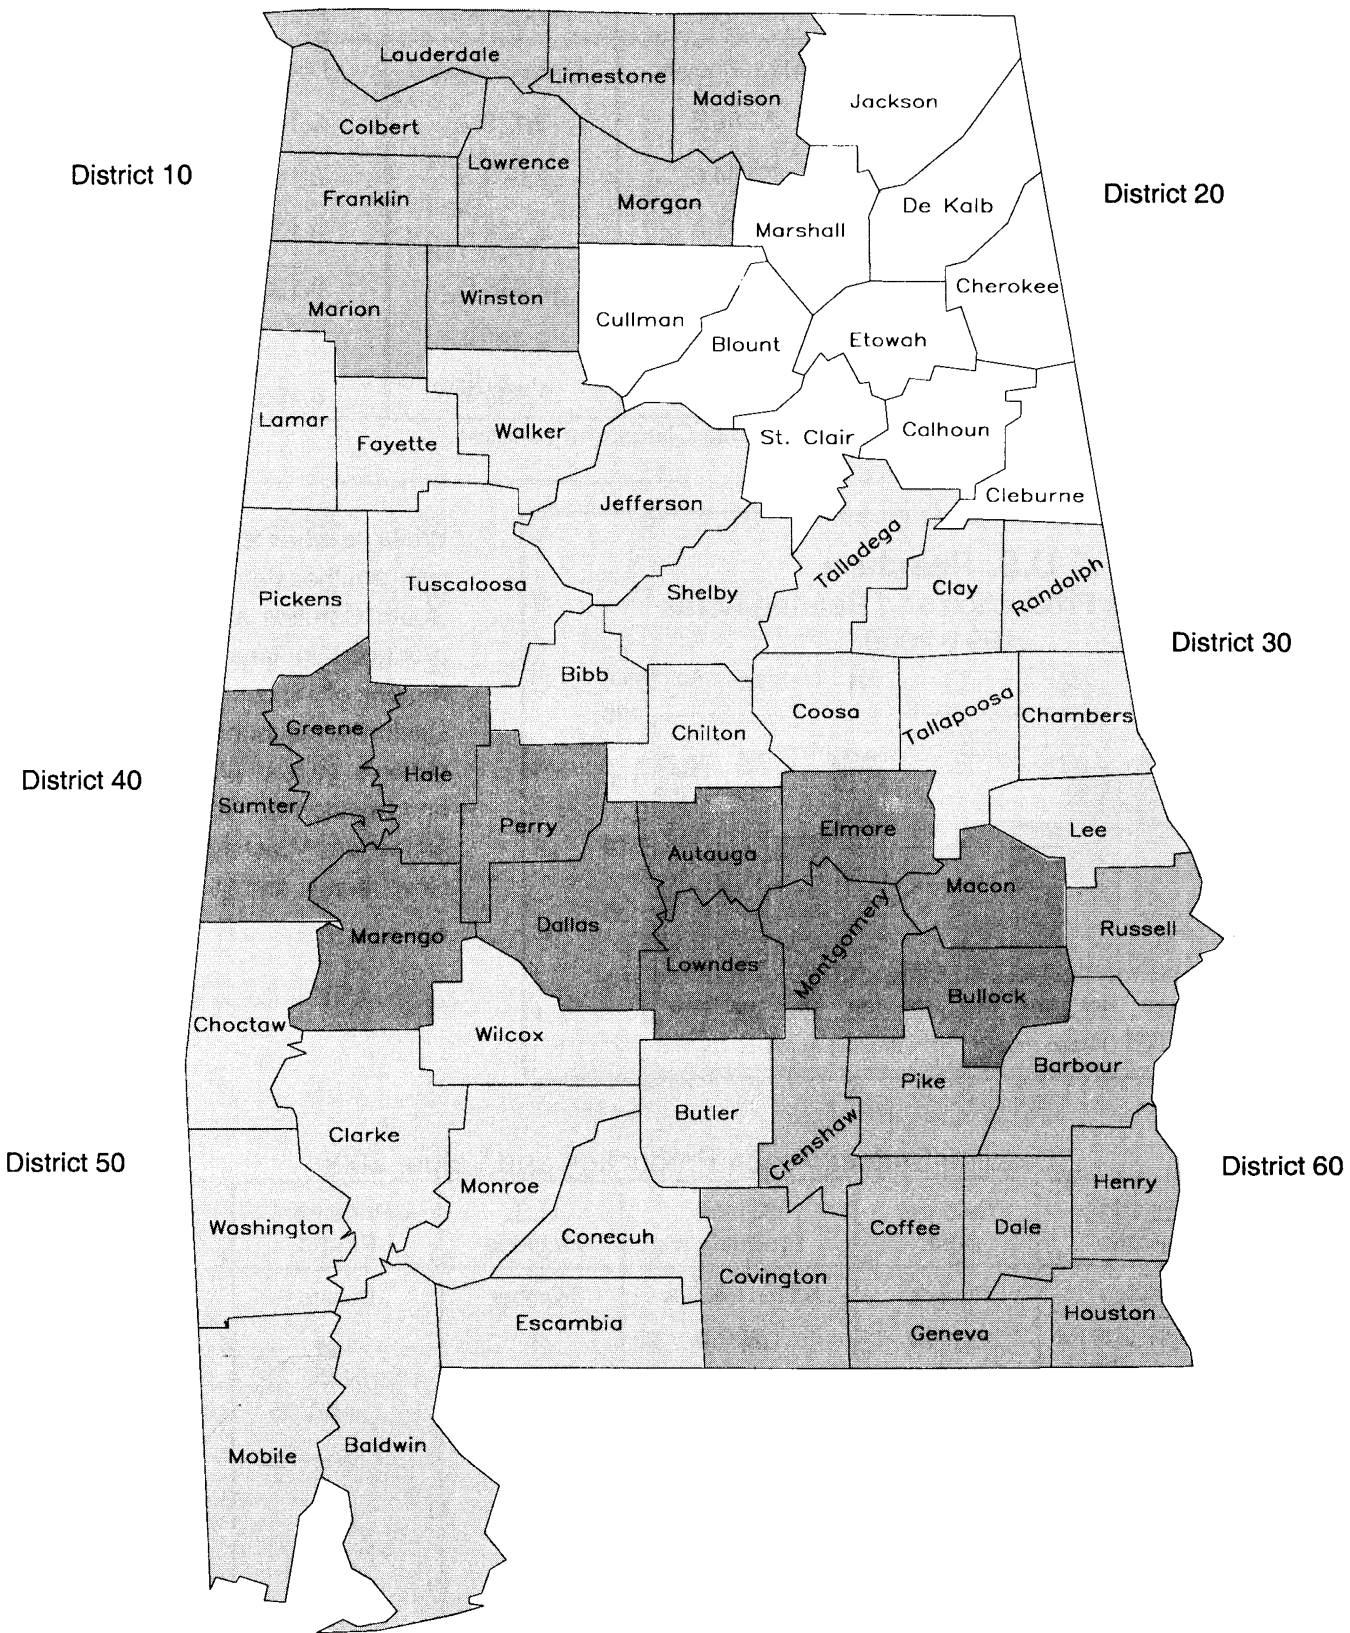 Lauderdale
Limestone
Madison
Jackson
Colbert
Lawrence
District 10
Franklin
Morgan
De Kalb
District 20
Marshall
Cherokee
Marion
Winston
Cullman
Blount
Etowah
Lamar
Fayette
Walker
St. Clair
Calhoun
Jefferson
Cleburne
Talladega
Tuscaloosa
Pickens
Shelby
Clay
Randolph
District 30
Bibb
Coosa
Tallapoosa
Chambers
Greene
Chilton
District 40
Hale
Sumter
Perry
Elmore
Lee
Autauga
Macon
Marengo
Dallas
Montgomery
Russell
Lowndes
Bullock
Choctaw
Wilcox
Barbour
Pike
Butler
Crenshaw
Clarke
District 50
District 60
Monroe
Henry
Washington
Conecuh
Coffee
Dale
Covington
Escambia
Geneva
Houston
Mobile
Baldwin